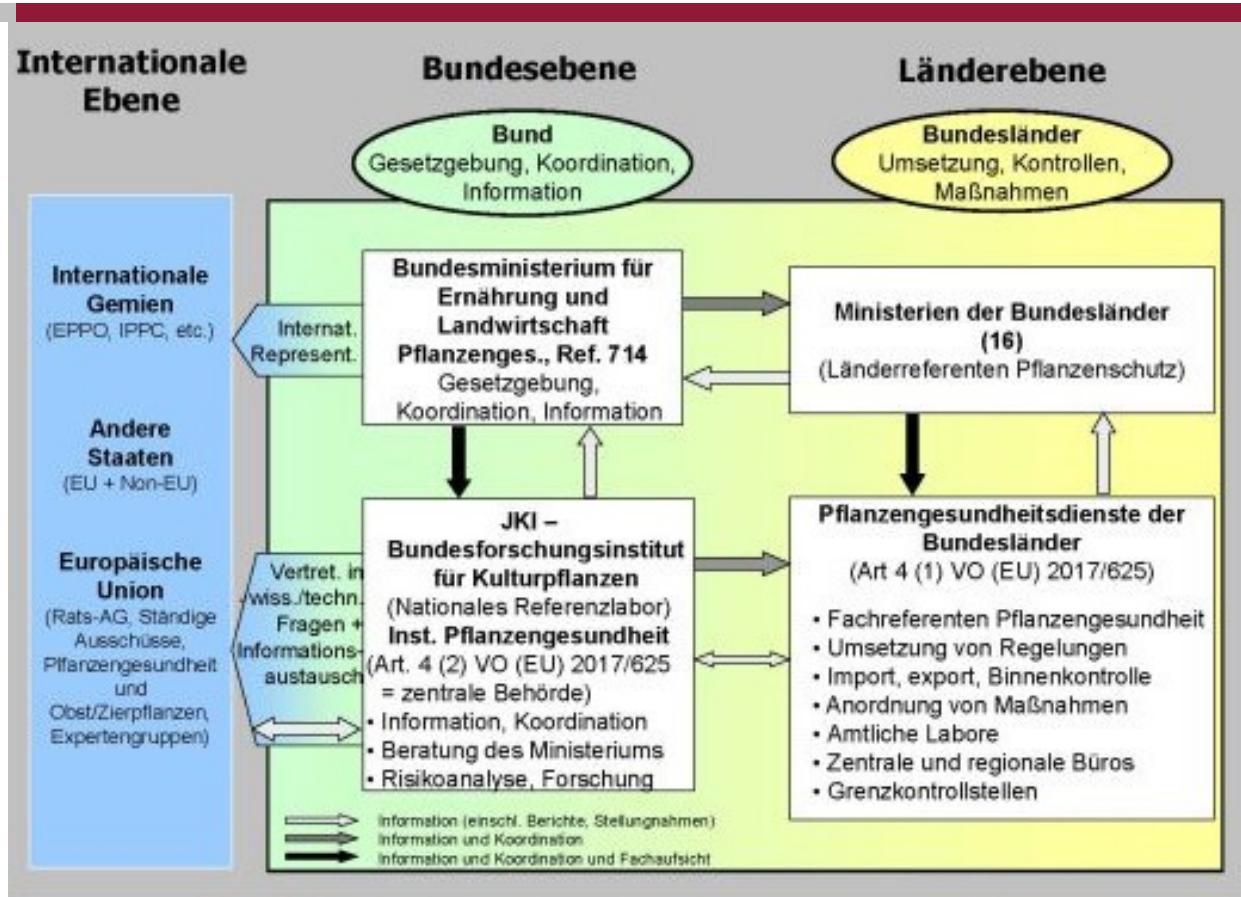 Internationale
Ebene
Bundesebene
Länderebene
Bund
Gesetzgebung, Koordination,
Information
Bundesländer
Umsetzung, Kontrollen,
Maßnahmen
Internationale
Gemien
(EPPO, IPPC, etc.)
Andere
Staaten
(EU + Non-EU)
Europäische
Union
(Rats-AG, Ständige
Ausschüsse,
Pflanzengesundheit
und
Obst/Zierpflanzen,
Expertengruppen)
Internat.
Represent.
Bundesministerium für
Ernährung und
Landwirtschaft
Pflanzenges., Ref. 714
Gesetzgebung,
Koordination, Information
Ministerien der Bundesländer
(16)
(Länderreferenten Pflanzenschutz)
Vertret. in
wiss./techn.
Fragen +
Informations-
austausch
JKI –
Bundesforschungsinstitut
für Kulturpflanzen
(Nationales Referenzlabor)
Inst. Pflanzengesundheit
(Art. 4 (2) VO (EU) 2017/625
= zentrale Behörde)
• Information, Koordination
• Beratung des Ministeriums
• Risikoanalyse, Forschung
Pflanzengesundheitsdienste der
Bundesländer
(Art 4 (1) VO (EU) 2017/625)
• Fachreferenten Pflanzengesundheit
• Umsetzung von Regelungen
• Import, export, Binnenkontrolle
• Anordnung von Maßnahmen
• Amtliche Labore
• Zentrale und regionale Büros
• Grenzkontrollstellen
Information (einschl. Berichte, Stellungnahmen)
Information und Koordination
Information und Koordination und Fachaufsicht